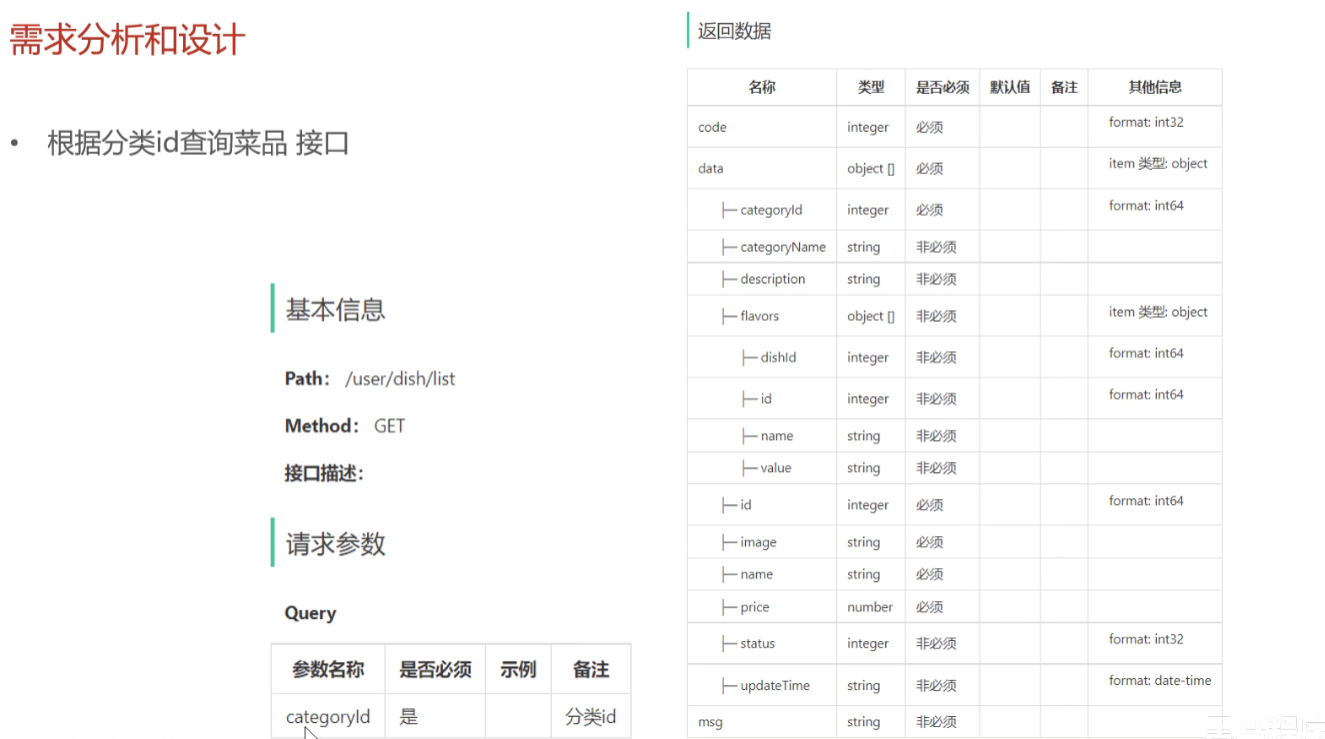 需求分析和设计
• 根据分类id查询菜品 接口
基本信息
Path： /user/dish/list
Method： GET
接口描述：
请求参数
Query
参数名称 是否必须 示例 备注
categoryId 是 分类id
返回数据
名称 类型 是否必须 默认值 备注 其他信息
code integer 必须 format: int32
data object [] 必须 item 类型: object
├─ categoryId integer 必须 format: int64
├─ categoryName string 非必须
├─ description string 非必须
├─ flavors object [] 非必须 item 类型: object
├─ dishId integer 非必须 format: int64
├─ id integer 非必须 format: int64
├─ name string 非必须
├─ value string 非必须
├─ id integer 必须 format: int64
├─ image string 必须
├─ name string 必须
├─ price number 必须
├─ status integer 非必须 format: int32
├─ updateTime string 非必须 format: date-time
msg string 非必须